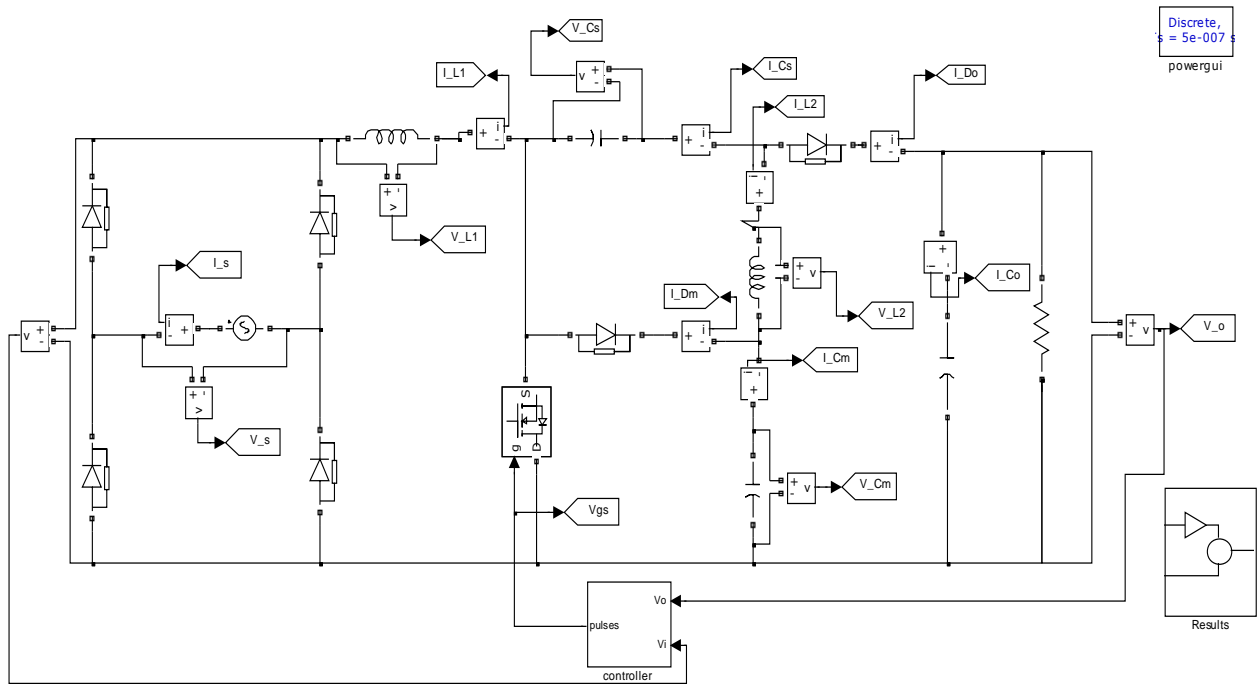 Discrete,
s = 5e-007 s
powergui
V_Cs
I_L1
I_Cs
I_Do
I_L2
v
+
-
i
+
-
i
+
-
i
+
-
+
-
>
V_L1
i
-
+
I_s
I_Dm
i
+
-
+
-
v
V_L2
+
i
-
I_Co
v
+
-
i
-
+
+
-
>
V_s
+
-
v
V_o
I_Cm
i
-
+
S
g
D
+
-
v
V_Cm
Vgs
Vo
pulses
Vi
controller
Results